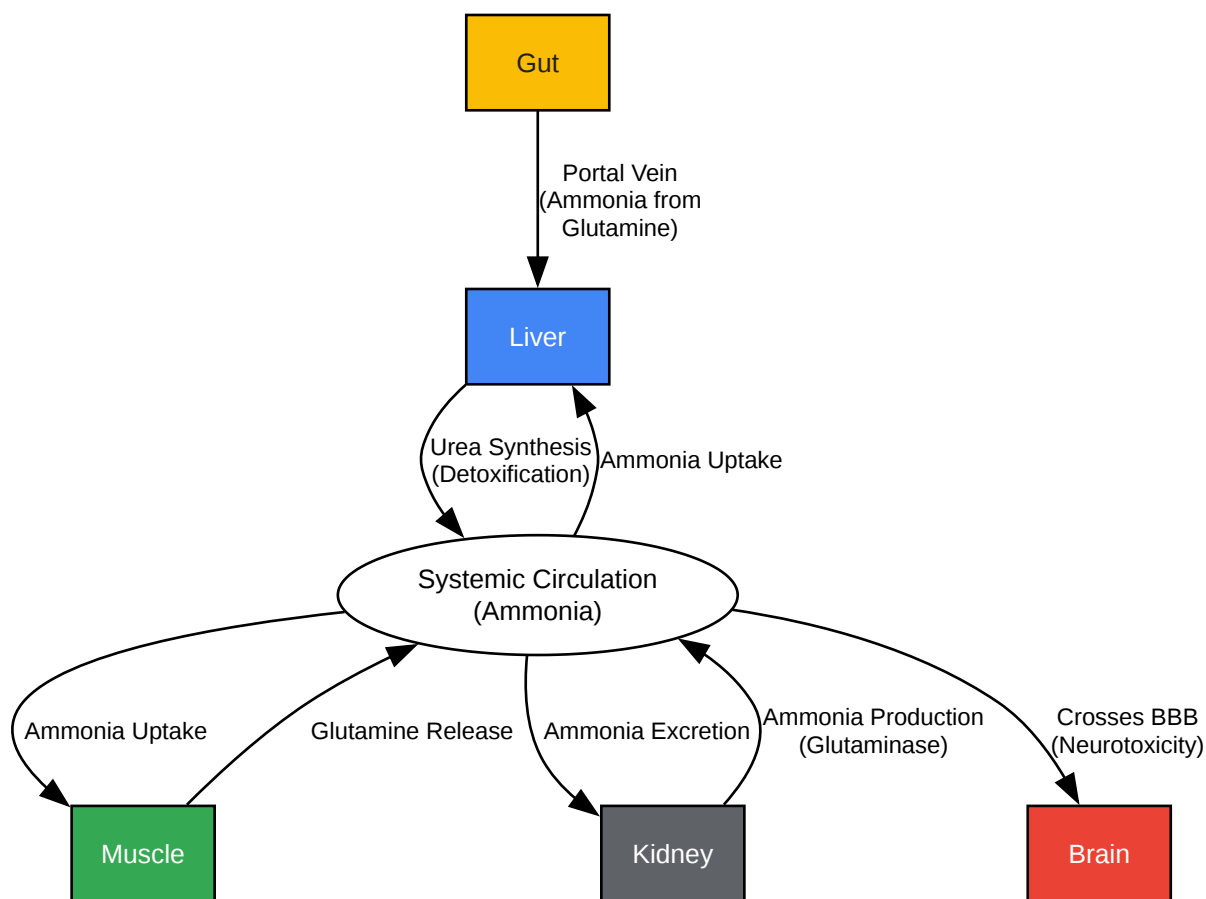 Gut
Portal Vein
(Ammonia from
Glutamine)
Liver
Urea Synthesis
(Detoxification)
Ammonia Uptake
Systemic Circulation
(Ammonia)
Ammonia Uptake
Glutamine Release
Ammonia Excretion
Ammonia Production
(Glutaminase)
Crosses BBB
(Neurotoxicity)
Muscle
Kidney
Brain